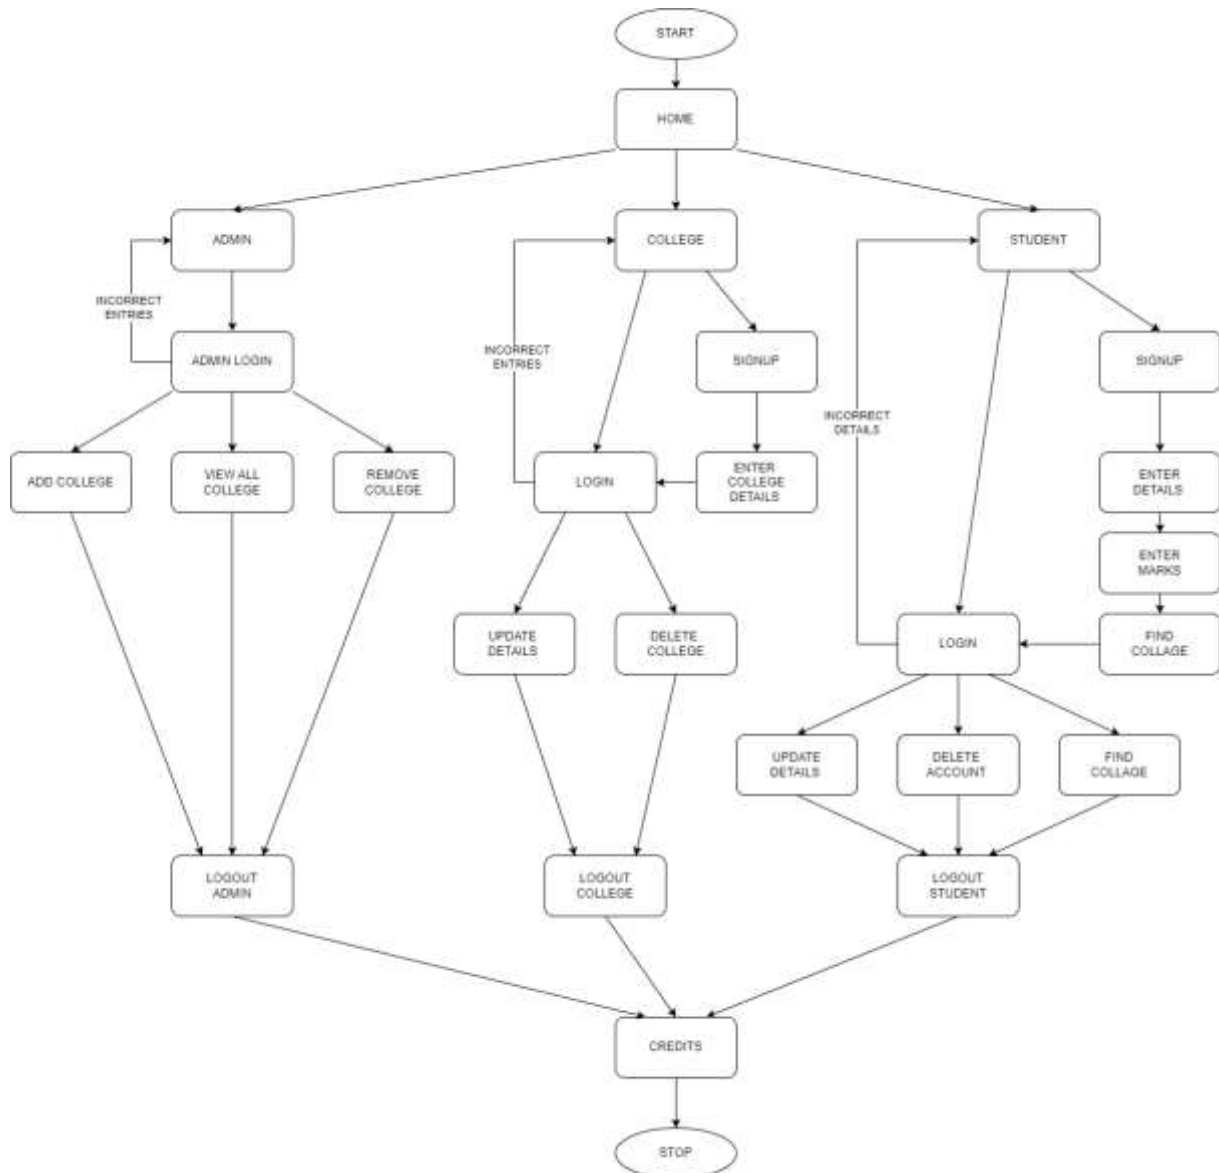 START
HOME
ADMIN
COLLEGE
STUDENT
INCORRECT
ENTRIES
ADMIN LOGIN
INCORRECT
ENTRIES
SIGNUP
SIGNUP
INCORRECT
DETAILS
ADD COLLEGE
VIEW ALL
COLLEGE
REMOVE
COLLEGE
LOGIN
ENTER
COLLEGE
DETAILS
ENTER
DETAILS
ENTER
MARKS
UPDATE
DETAILS
DELETE
COLLEGE
LOGIN
FIND
COLLAGE
UPDATE
DETAILS
DELETE
ACCOUNT
FIND
COLLAGE
LOGOUT
ADMIN
LOGOUT
COLLEGE
LOGOUT
STUDENT
CREDITS
STOP